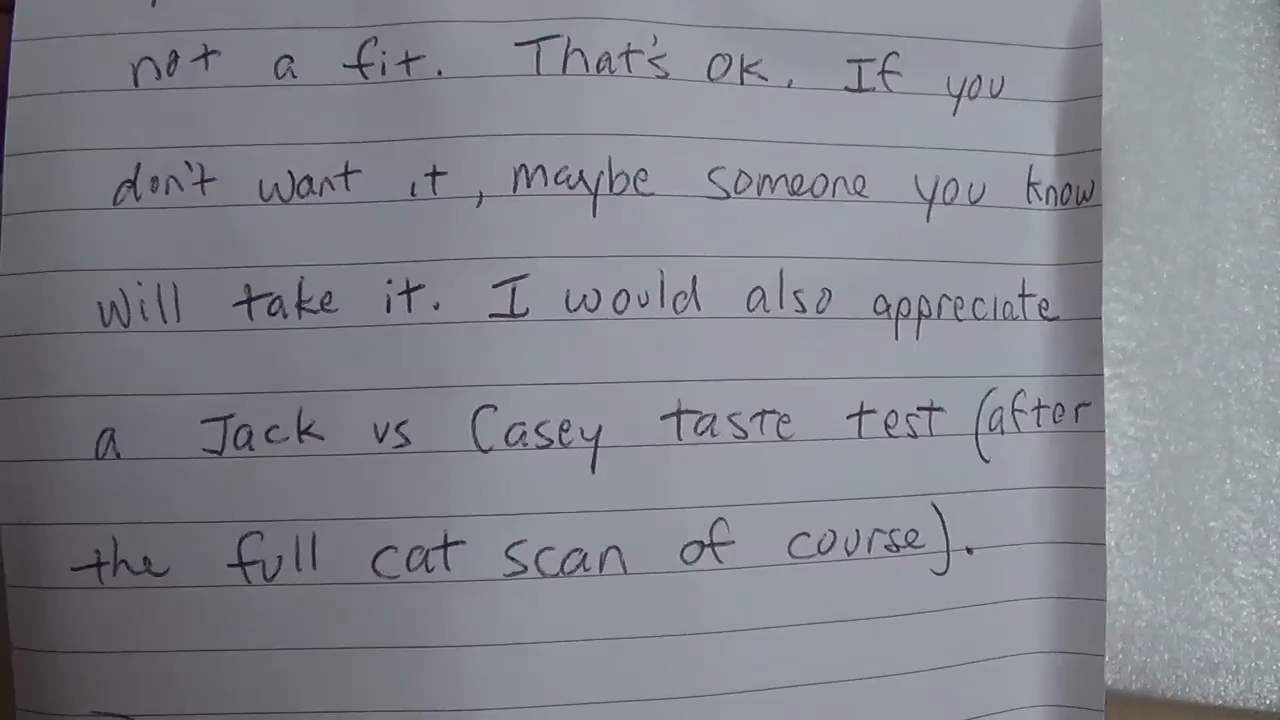 not a fit. That's OK. If you
don't want it, maybe someone you know
will take it. I would also appreciate
a Jack vs Casey taste test (after
the full cat scan of course).